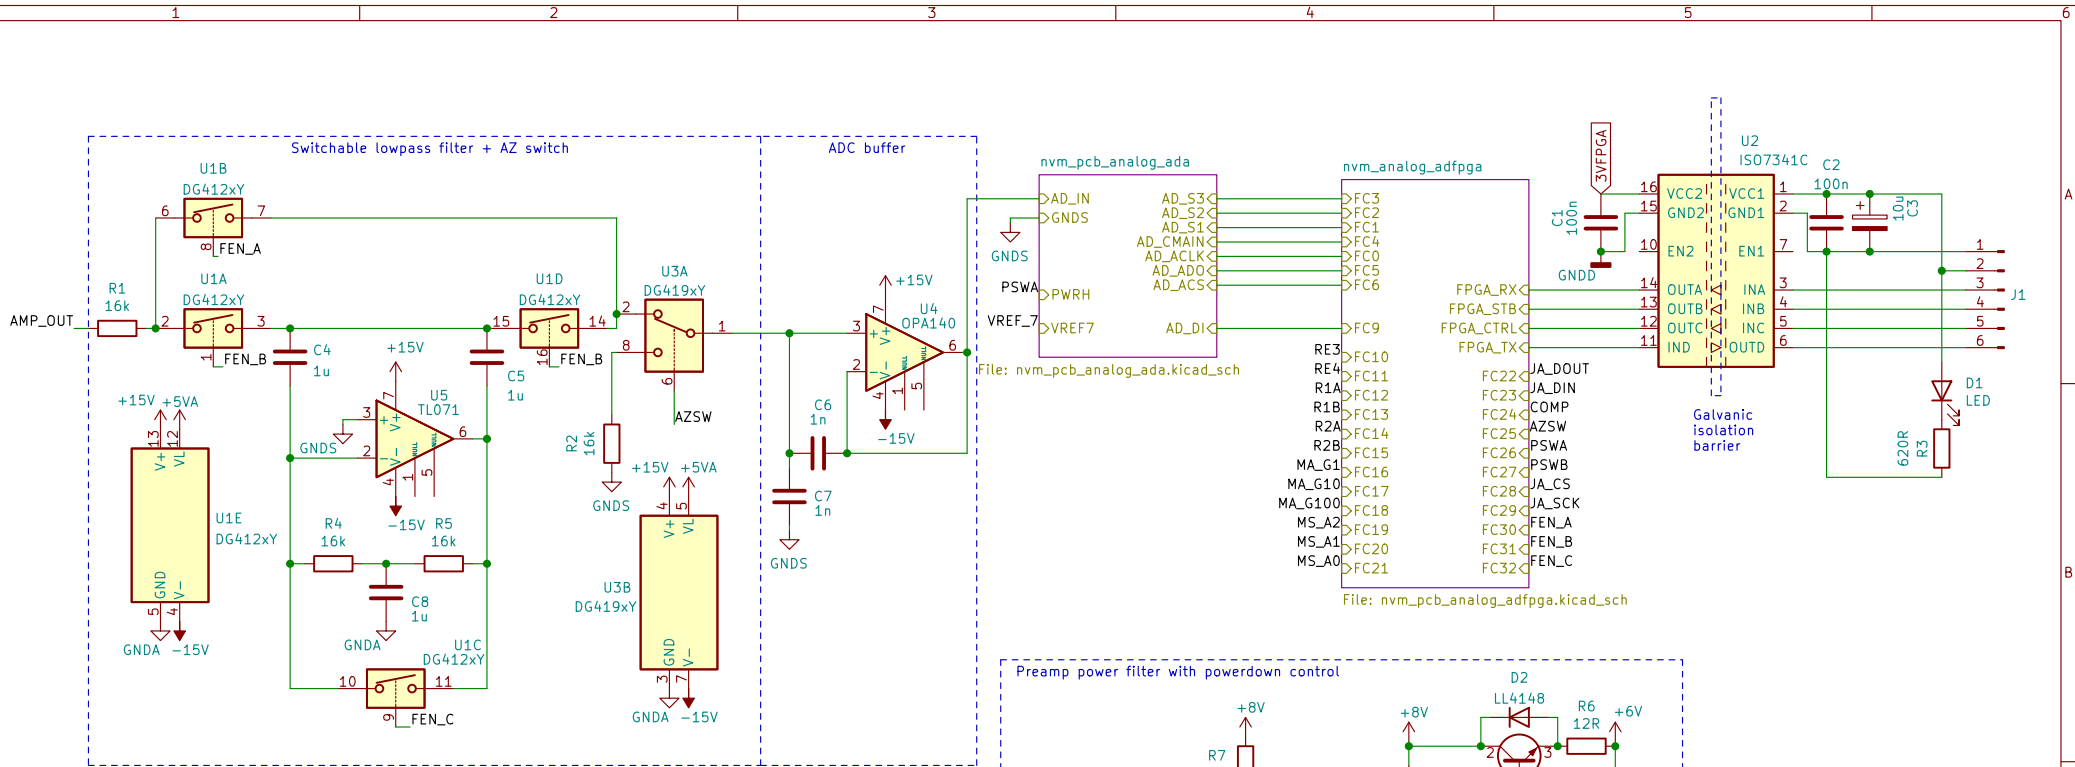 1 2 3 4 5 6
A
B
Switchable lowpass filter + AZ switch
ADC buffer
U1B
DG412xY
6 7
8
FEN_A
U1A
DG412xY
2 3
1
FEN_B
R1
16k
AMP_OUT
C4
1u
+15V
U5
TL071
3
2
6
7
4
1
5
V+
V-
NULL
NULL
+
-
GNDS
-15V
C5
1u
U1D
DG412xY
15 14
16
FEN_B
U3A
DG419xY
2
8
1
6
AZSW
R2
16k
GNDS
+15V +5VA
13 12
V+ VL
U1E
DG412xY
GND V-
5 4
GNDA -15V
R4
16k
R5
16k
C8
1u
GNDA
U1C
DG412xY
10 11
9
FEN_C
+15V +5VA
4 5
V+ VL
U3B
DG419xY
GND V-
3 7
GNDA -15V
+15V
U4
OPA140
3
2
6
7
4
1
5
V+
V-
NULL
NULL
+
-
-15V
C6
1n
C7
1n
GNDS
nvm_pcb_analog_ada
AD_IN
GNDS
PWRH
VREF7
AD_S3
AD_S2
AD_S1
AD_CMAIN
AD_ACLK
AD_ADO
AD_ACS
AD_DI
GNDS
PSWA
VREF_7
File: nvm_pcb_analog_ada.kicad_sch
nvm_analog_adfpga
FC3
FC2
FC1
FC4
FC0
FC5
FC6
FC9
RE3 FC10
RE4 FC11
R1A FC12
R1B FC13
R2A FC14
R2B FC15
MA_G1 FC16
MA_G10 FC17
MA_G100 FC18
MS_A2 FC19
MS_A1 FC20
MS_A0 FC21
FPGA_RX
FPGA_STB
FPGA_CTRL
FPGA_TX
FC22 JA_DOUT
FC23 JA_DIN
FC24 COMP
FC25 AZSW
FC26 PSWA
FC27 PSWB
FC28 JA_CS
FC29 JA_SCK
FC30 FEN_A
FC31 FEN_B
FC32 FEN_C
File: nvm_pcb_analog_adfpga.kicad_sch
3VFPGA
C1
100n
GNDD
U2
ISO7341C
16 VCC2 VCC1 1
15 GND2 GND1 2
10 EN2 EN1 7
14 OUTA INA 3
13 OUTB INB 4
12 OUTC INC 5
11 IND OUTD 6
C2
100n
+
10u
C3
1
2
3
4
5
6
J1
D1
LED
620R
R3
Galvanic
isolation
barrier
Preamp power filter with powerdown control
+8V
R7
+8V
D2
LL4148
2 3
R6
12R
+6V